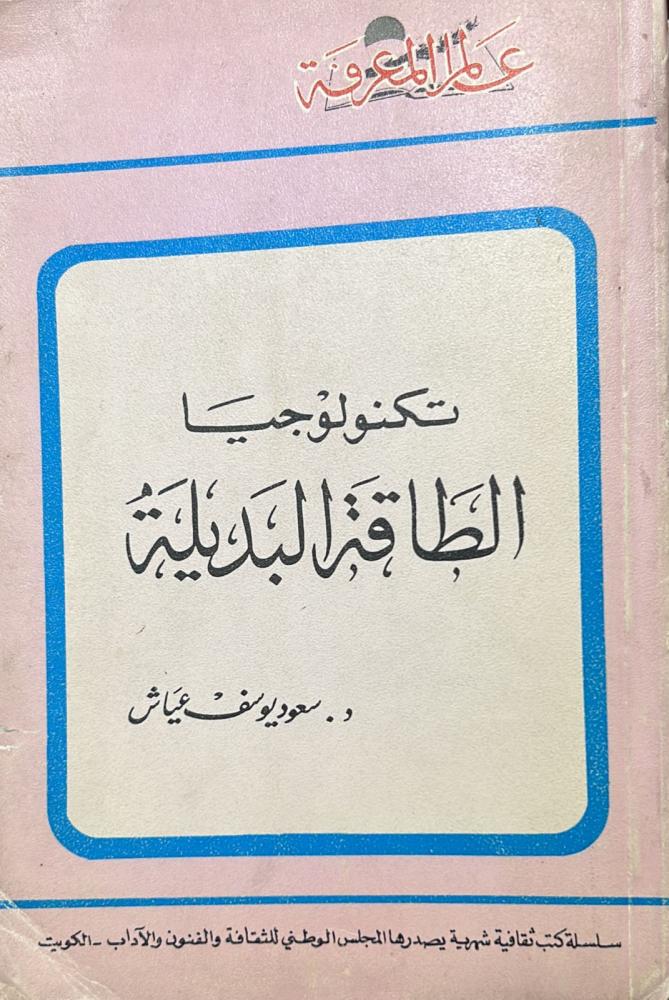 عالم المعرفة
تكنولوجيا
الطاقة البديلة
د. سعود يوسف عياش
سلسلة كتب ثقافية شهرية يصدرها المجلس الوطني للثقافة والفنون والآداب - الكويت